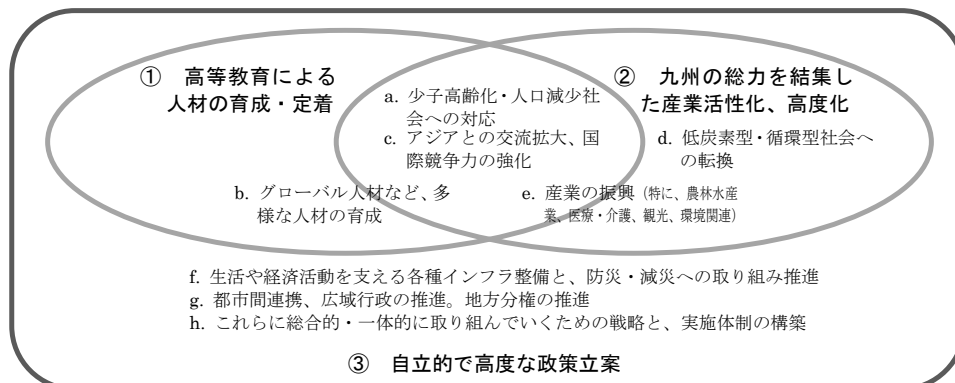 ① 高等教育による
人材の育成・定着
a. 少子高齢化・人口減少社
会への対応
c. アジアとの交流拡大、国
際競争力の強化
② 九州の総力を結集し
た産業活性化、高度化
d. 低炭素型・循環型社会へ
の転換
b. グローバル人材など、多
様な人材の育成
e. 産業の振興（特に、農林水産
業、医療・介護、観光、環境関連）
f. 生活や経済活動を支える各種インフラ整備と、防災・減災への取り組み推進
g. 都市間連携、広域行政の推進。地方分権の推進
h. これらに総合的・一体的に取り組んでいくための戦略と、実施体制の構築
③ 自立的で高度な政策立案